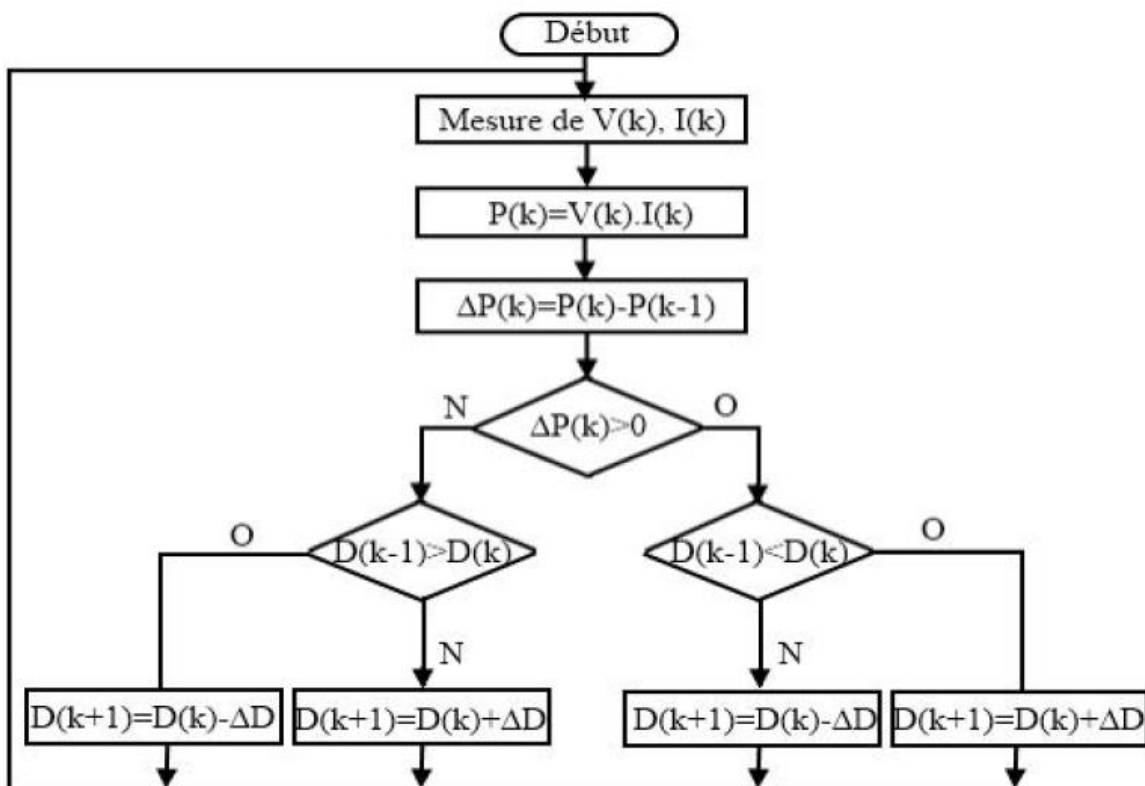 Début
Mesure de V(k), I(k)
P(k)=V(k).I(k)
ΔP(k)=P(k)-P(k-1)
N
O
ΔP(k)>0
O
D(k-1)>D(k)
D(k-1)<D(k)
O
N
N
D(k+1)=D(k)-ΔD
D(k+1)=D(k)+ΔD
D(k+1)=D(k)-ΔD
D(k+1)=D(k)+ΔD